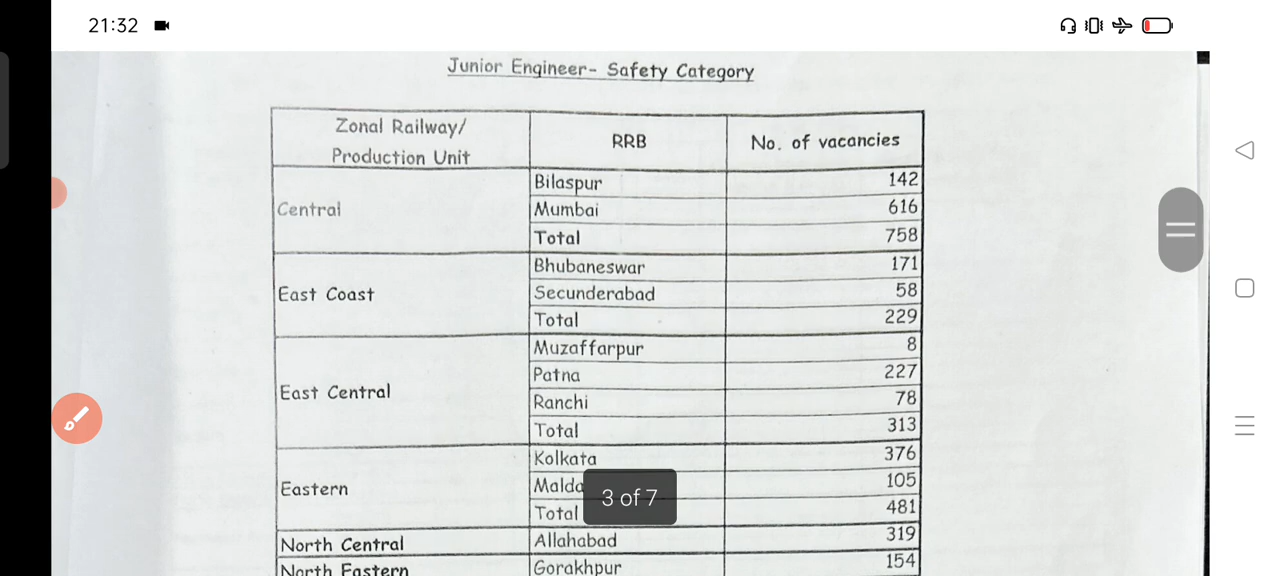 21:32
Junior Engineer- Safety Category
Zonal Railway/
Production Unit
RRB
No. of vacancies
Central
Bilaspur 142
Mumbai 616
Total 758
East Coast
Bhubaneswar 171
Secunderabad 58
Total 229
East Central
Muzaffarpur 8
Patna 227
Ranchi 78
Total 313
Eastern
Kolkata 376
Malda 105
Total 481
3 of 7
North Central Allahabad 319
North Eastern Gorakhpur 154